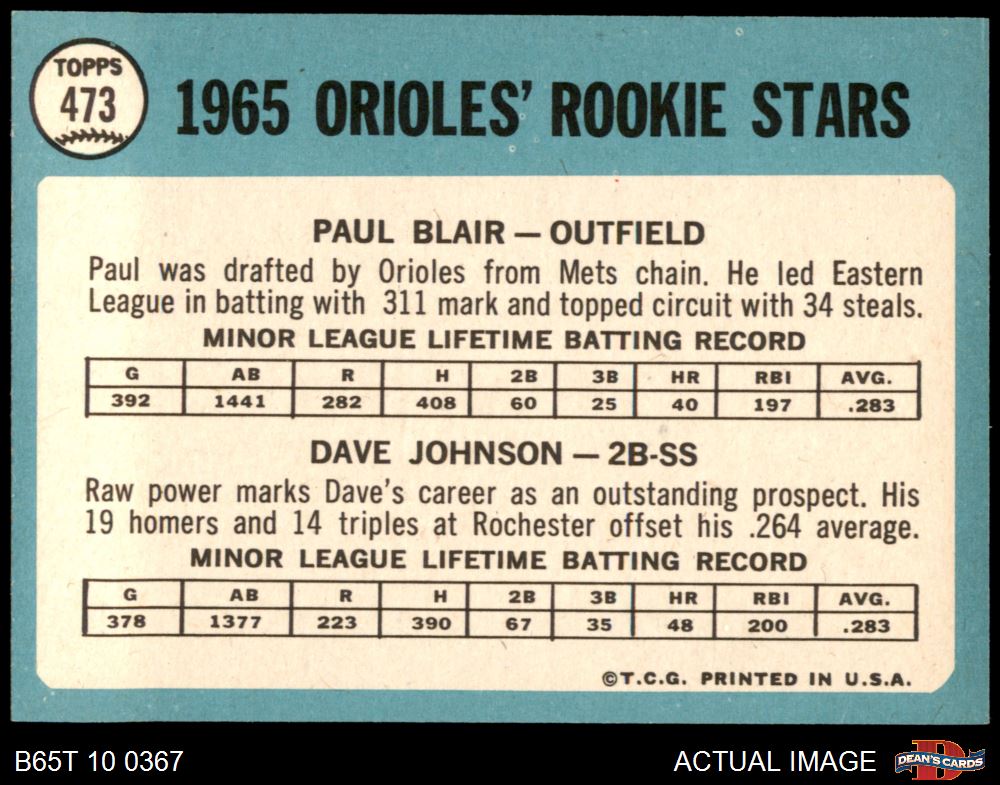 TOPPS
473
1965 ORIOLES' ROOKIE STARS
PAUL BLAIR — OUTFIELD
Paul was drafted by Orioles from Mets chain. He led Eastern
League in batting with 311 mark and topped circuit with 34 steals.
MINOR LEAGUE LIFETIME BATTING RECORD
G AB R H 2B 3B HR RBI AVG.
392 1441 282 408 60 25 40 197 .283
DAVE JOHNSON — 2B-SS
Raw power marks Dave's career as an outstanding prospect. His
19 homers and 14 triples at Rochester offset his .264 average.
MINOR LEAGUE LIFETIME BATTING RECORD
G AB R H 2B 3B HR RBI AVG.
378 1377 223 390 67 35 48 200 .283
©T.C.G. PRINTED IN U.S.A.
B65T 10 0367 ACTUAL IMAGE
DEAN'S CARDS